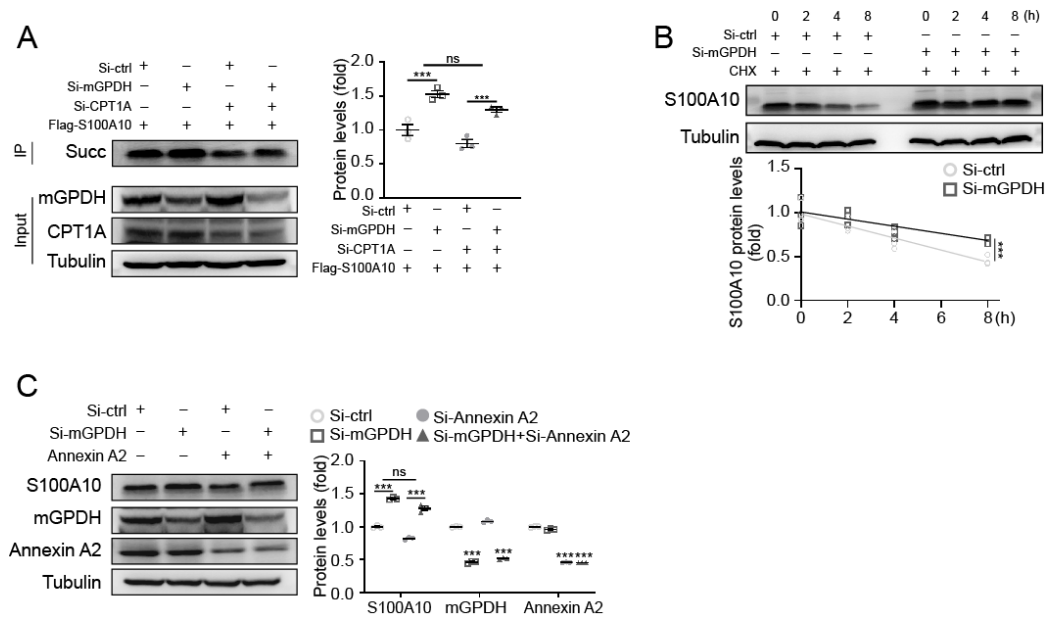 A
Si-ctrl + – + –
Si-mGPDH – + – +
Si-CPT1A – – + +
Flag-S100A10 + + + +
IP
Succ
Input
mGPDH
CPT1A
Tubulin
Protein levels (fold)
2.0
1.5
1.0
0.5
0.0
***
ns
***
Si-ctrl + – + –
Si-mGPDH – + – +
Si-CPT1A – – + +
Flag-S100A10 + + + +
B
0 2 4 8 0 2 4 8 (h)
Si-ctrl + + + + – – – –
Si-mGPDH – – – – + + + +
CHX + + + + + + + +
S100A10
Tubulin
S100A10 protein levels
(fold)
1.5
1.0
0.5
0.0
0 2 4 6 8 (h)
Si-ctrl
Si-mGPDH
***
C
Si-ctrl + – + –
Si-mGPDH – + – +
Annexin A2 – – + +
S100A10
mGPDH
Annexin A2
Tubulin
Si-ctrl Si-Annexin A2
Si-mGPDH Si-mGPDH+Si-Annexin A2
Protein levels (fold)
2.0
1.5
1.0
0.5
0.0
ns
*** ***
*** *** *** ***
S100A10 mGPDH Annexin A2